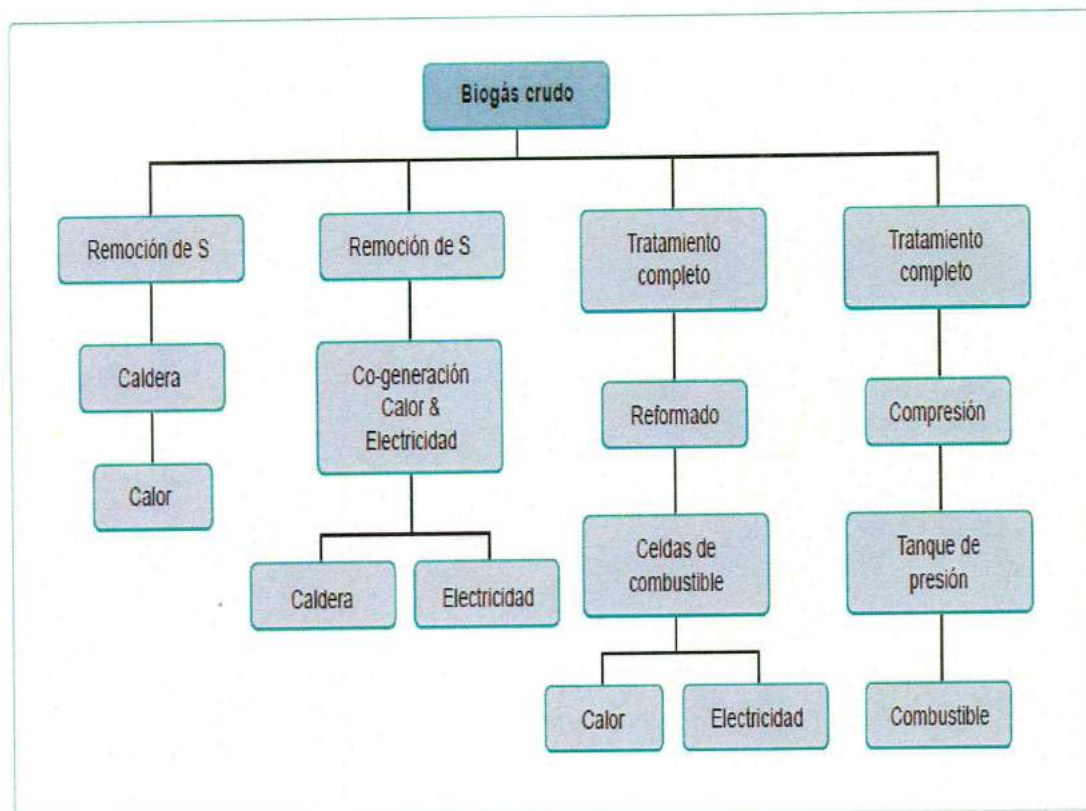 Biogás crudo
Remoción de S
Remoción de S
Tratamiento
completo
Tratamiento
completo
Caldera
Co-generación
Calor &
Electricidad
Reformado
Compresión
Calor
Caldera
Electricidad
Celdas de
combustible
Tanque de
presión
Calor
Electricidad
Combustible